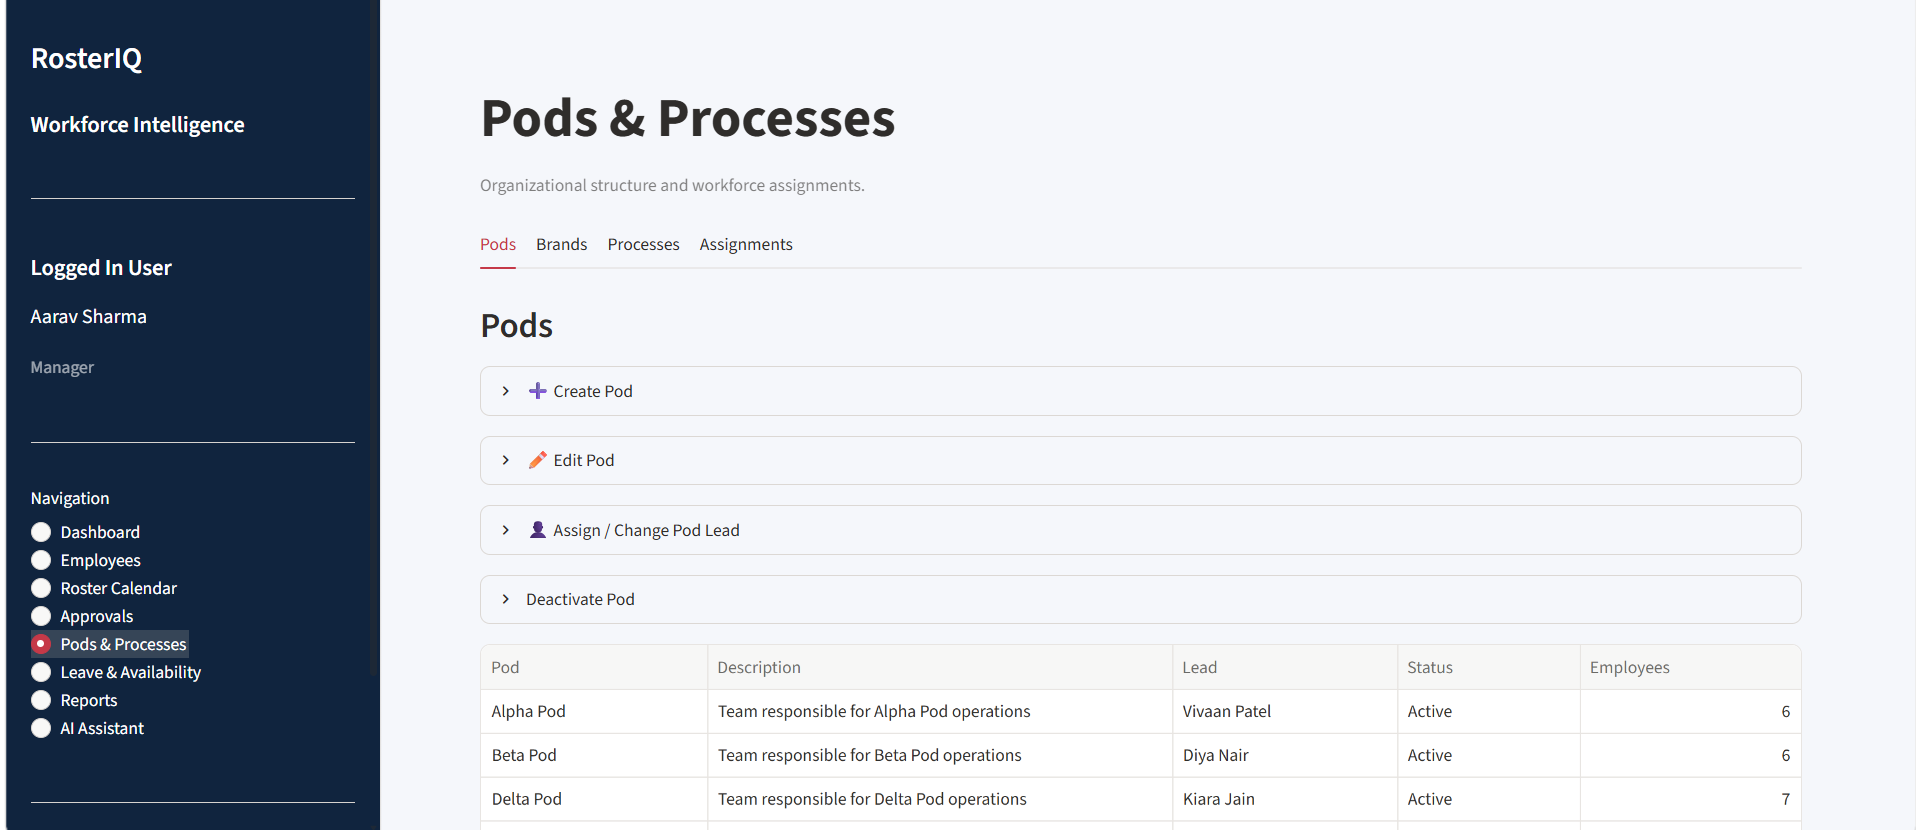 RosterIQ
Workforce Intelligence
Logged In User
Aarav Sharma
Manager
Navigation
Dashboard
Employees
Roster Calendar
Approvals
Pods & Processes
Leave & Availability
Reports
AI Assistant
Pods & Processes
Organizational structure and workforce assignments.
Pods Brands Processes Assignments
Pods
Create Pod
Edit Pod
Assign / Change Pod Lead
Deactivate Pod
Pod Description Lead Status Employees
Alpha Pod Team responsible for Alpha Pod operations Vivaan Patel Active 6
Beta Pod Team responsible for Beta Pod operations Diya Nair Active 6
Delta Pod Team responsible for Delta Pod operations Kiara Jain Active 7